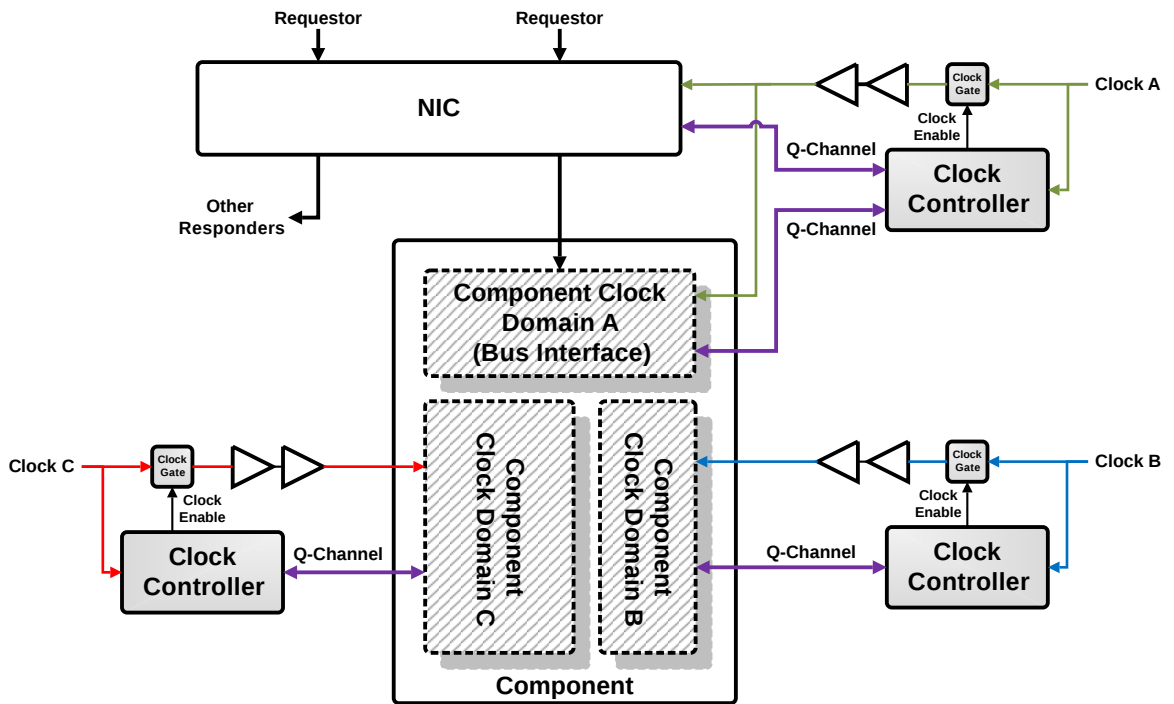 Requestor
Requestor
NIC
Clock
Gate
Clock A
Clock
Enable
Q-Channel
Clock
Controller
Q-Channel
Other
Responders
Component Clock
Domain A
(Bus Interface)
Clock C
Clock
Gate
Clock
Enable
Clock
Controller
Q-Channel
Component
Clock Domain C
Component
Clock Domain B
Clock
Gate
Clock B
Clock
Enable
Q-Channel
Clock
Controller
Component